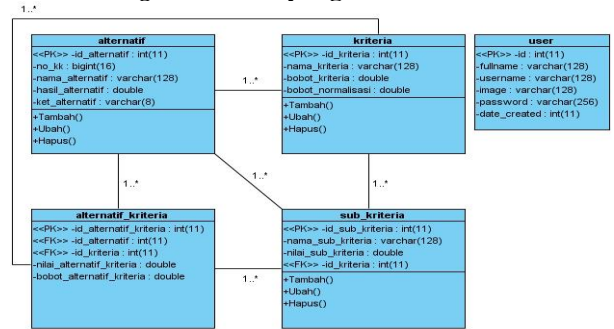 1..*
alternatif
<<PK>> -id_alternatif : int(11)
-no_kk : bigint(16)
-nama_alternatif : varchar(128)
-hasil_alternatif : double
-ket_alternatif : varchar(8)
+Tambah()
+Ubah()
+Hapus()
1..*
kriteria
<<PK>> -id_kriteria : int(11)
-nama_kriteria : varchar(128)
-bobot_kriteria : double
-bobot_normalisasi : double
+Tambah()
+Ubah()
+Hapus()
user
<<PK>> -id_user : int(11)
-fullname : varchar(128)
-username : varchar(128)
-image : varchar(128)
-password : varchar(256)
-date_created : int(11)
1..*
1..*
1..*
alternatif_kriteria
<<PK>> -id_alternatif_kriteria : int(11)
<<FK>> -id_alternatif : int(11)
<<FK>> -id_kriteria : int(11)
-nilai_alternatif_kriteria : double
-bobot_alternatif_kriteria : double
1..*
sub_kriteria
<<PK>> -id_sub_kriteria : int(11)
-nama_sub_kriteria : varchar(128)
-nilai_sub_kriteria : double
<<FK>> -id_kriteria : int(11)
+Tambah()
+Ubah()
+Hapus()